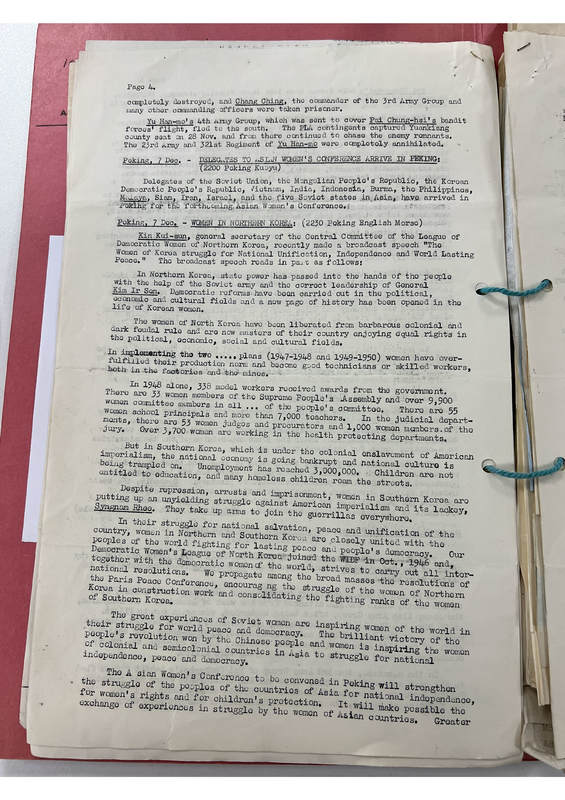 Page 4.
completely destroyed, and Chang Ching, the commander of the 3rd Army Group and
many other commanding officers were taken prisoner.
Yu Han-mo's 4th Army Group, which was sent to cover Pai Chung-hsi's bandit
forces' flight, fled to the south. The PLA contingents captured Yuankiang
county seat on 28 Nov. and from there continued to chase the enemy remnants.
The 23rd Army and 321st Regiment of Yu Han-mo were completely annihilated.
Peking, 7 Dec. - DELEGATES TO ASIAN WOMEN'S CONFERENCE ARRIVE IN PEKING:
(2200 Peking Kuoyu)
Delegates of the Soviet Union, the Mongolian People's Republic, the Korean
Democratic People's Republic, Vietnam, India, Indonesia, Burma, the Philippines,
Malaya, Siam, Iran, Israel, and the five Soviet states in Asia, have arrived in
Peking for the forthcoming Asian Women's Conference.
Peking, 7 Dec. - WOMEN IN NORTHERN KOREA: (2230 Peking English Morse)
Kim Kui-sun, general secretary of the Central Committee of the League of
Democratic Women of Northern Korea, recently made a broadcast speech "The
Women of Korea struggle for National Unification, Independence and World Lasting
Peace." The broadcast speech reads in part as follows:
In Northern Korea, state power has passed into the hands of the people
with the help of the Soviet army and the correct leadership of General
Kim Ir Sen. Democratic reforms have been carried out in the political,
economic and cultural fields and a new page of history has been opened in the
life of Korean women.
The women of North Korea have been liberated from barbarous colonial and
dark feudal rule and are now masters of their country enjoying equal rights in
the political, economic, social and cultural fields.
In implementing the two ..... plans (1947-1948 and 1949-1950) women have over-
fulfilled their production norm and become good technicians or skilled workers,
both in the factories and the mines.
In 1948 alone, 338 model workers received awards from the government.
There are 33 women members of the Supreme People's Assembly and over 9,900
women committee members in all ... of the people's committee. There are 55
women school principals and more than 7,000 teachers. In the judicial depart-
ments, there are 53 women judges and procurators and 1,000 women members of the
jury. Over 3,700 women are working in the health protecting departments.
But in Southern Korea, which is under the colonial enslavement of American
imperialism, the national economy is going bankrupt and national culture is
being trampled on. Unemployment has reached 3,000,000. Children are not
entitled to education, and many homeless children roam the streets.
Despite repression, arrests and imprisonment, women in Southern Korea are
putting up an unyielding struggle against American imperialism and its lackey,
Syngman Rhee. They take up arms to join the guerrillas everywhere.
In their struggle for national salvation, peace and unification of the
country, women in Northern and Southern Korea are closely united with the
peoples of the world fighting for lasting peace and people's democracy. Our
Democratic Women's League of North Korea joined the WIDF in Oct., 1946 and,
together with the democratic women of the world, strives to carry out all inter-
national resolutions. We propagate among the broad masses the resolutions of
the Paris Peace Conference, encouraging the struggle of the women of Northern
Korea in construction work and consolidating the fighting ranks of the women
of Southern Korea.
The great experiences of Soviet women are inspiring women of the world in
their struggle for world peace and democracy. The brilliant victory of the
people's revolution won by the Chinese people and women is inspiring the women
of colonial and semicolonial countries in Asia to struggle for national
independence, peace and democracy.
The A sian Women's Conference to be convened in Peking will strengthen
the struggle of the peoples of the countries of Asia for national independence,
for women's rights and for children's protection. It will make possible the
exchange of experiences in struggle by the women of Asian countries. Greater